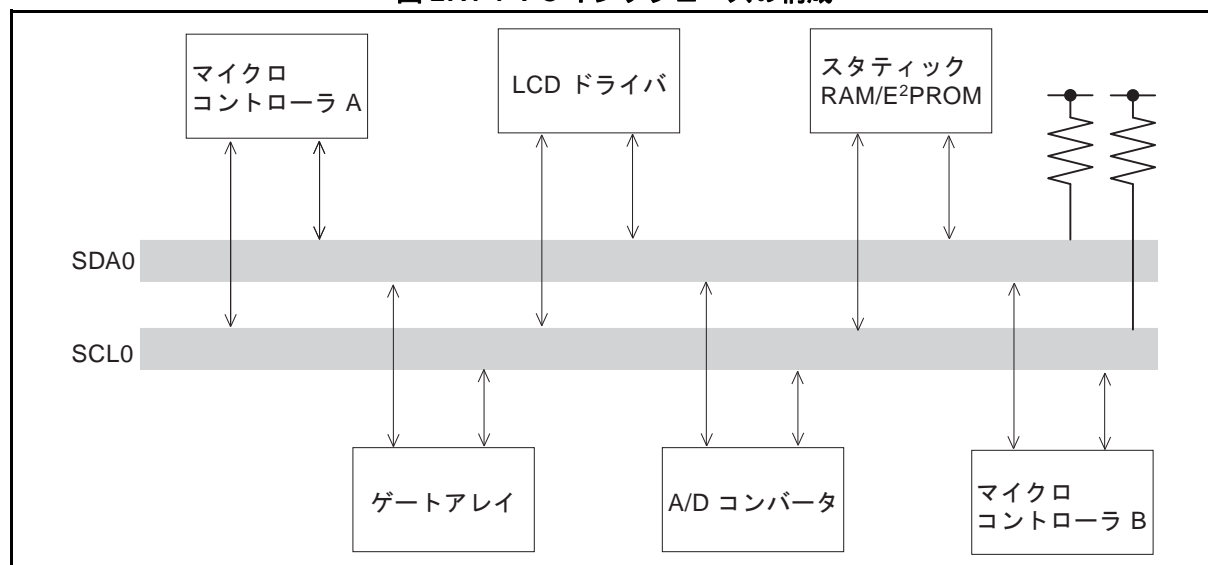 マイクロ
コントローラ A
LCD ドライバ
スタティック
RAM/E²PROM
SDA0
SCL0
ゲートアレイ
A/D コンバータ
マイクロ
コントローラ B